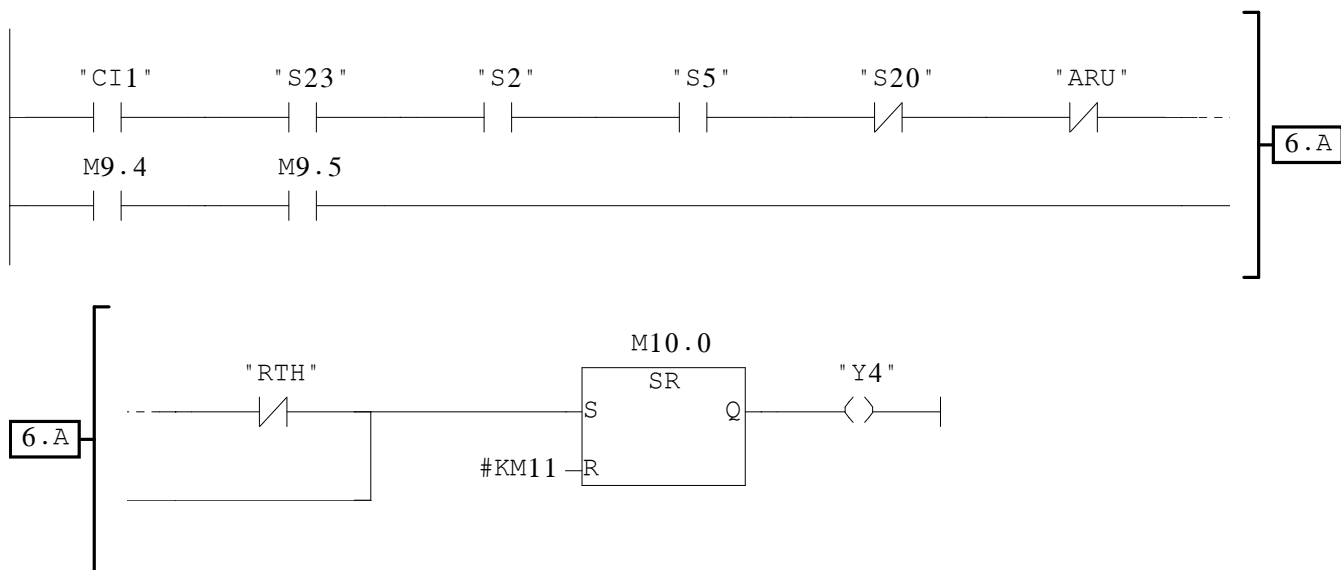 "CI1" "S23" "S2" "S5" "S20" "ARU"
6.A
M9.4 M9.5
M10.0
"RTH" SR "Y4"
S Q
6.A
#KM11 R